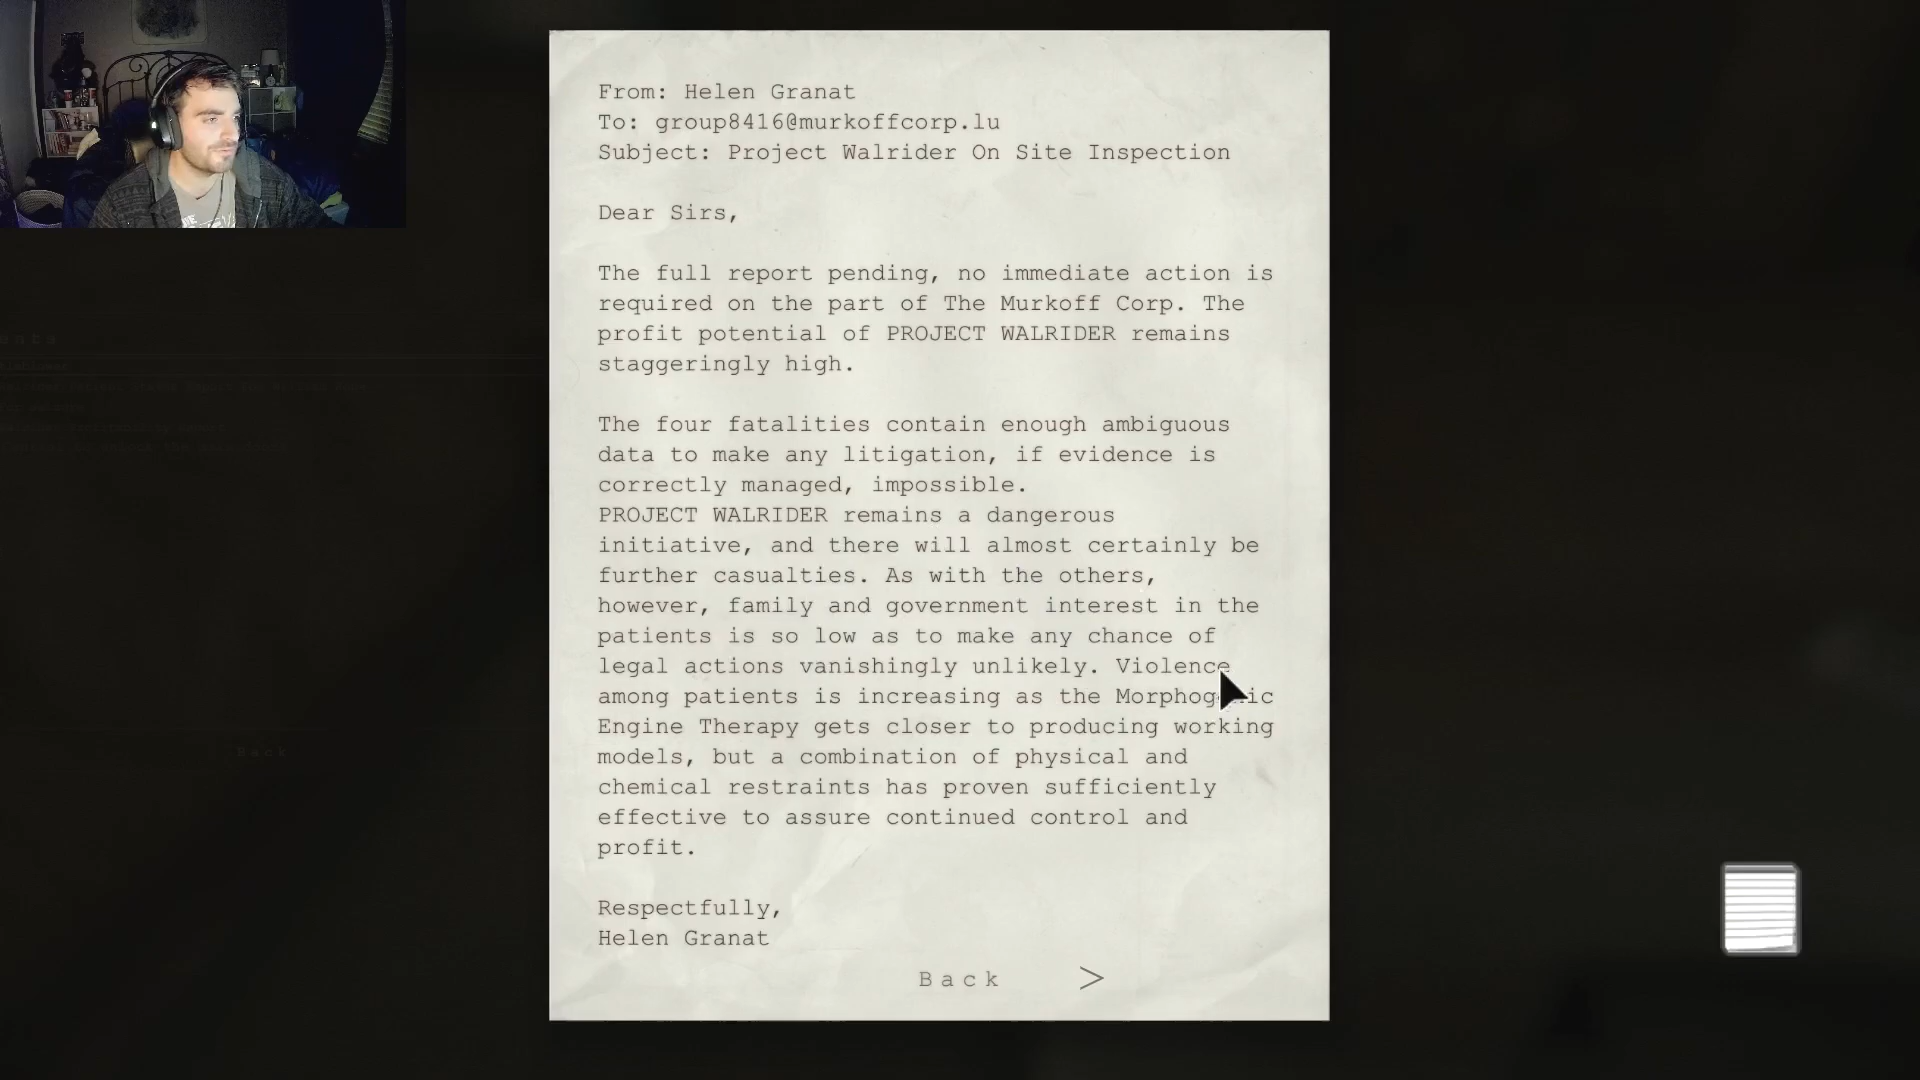 From: Helen Granat
To: group8416@murkoffcorp.lu
Subject: Project Walrider On Site Inspection
Dear Sirs,
The full report pending, no immediate action is
required on the part of The Murkoff Corp. The
profit potential of PROJECT WALRIDER remains
staggeringly high.
The four fatalities contain enough ambiguous
data to make any litigation, if evidence is
correctly managed, impossible.
PROJECT WALRIDER remains a dangerous
initiative, and there will almost certainly be
further casualties. As with the others,
however, family and government interest in the
patients is so low as to make any chance of
legal actions vanishingly unlikely. Violence
among patients is increasing as the
Engine Therapy gets closer to producing working
models, but a combination of physical and
chemical restraints has proven sufficiently
effective to assure continued control and
profit.
Respectfully,
Helen Granat
Back >
Back